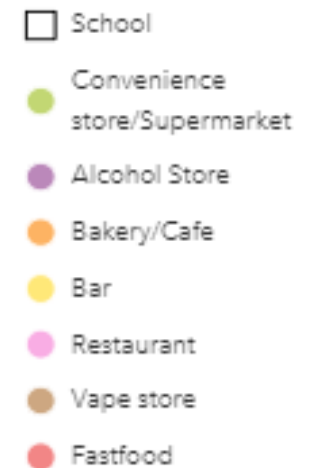 School
Convenience
store/Supermarket
Alcohol Store
Bakery/Cafe
Bar
Restaurant
Vape store
Fastfood